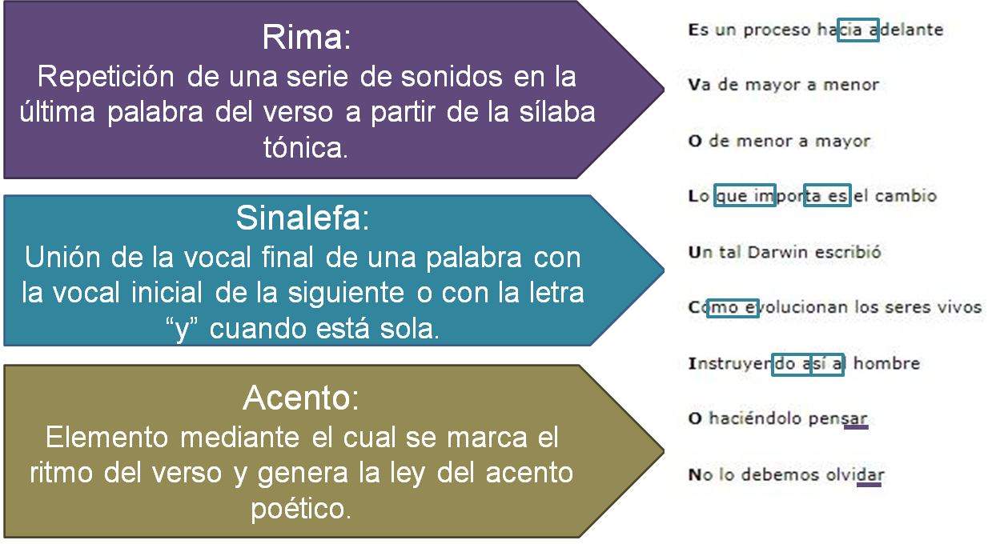 Rima:
Repetición de una serie de sonidos en la
última palabra del verso a partir de la sílaba
tónica.
Sinalefa:
Unión de la vocal final de una palabra con
la vocal inicial de la siguiente o con la letra
“y” cuando está sola.
Acento:
Elemento mediante el cual se marca el
ritmo del verso y genera la ley del acento
poético.
Es un proceso hacia adelante
Va de mayor a menor
O de menor a mayor
Lo que importa es el cambio
Un tal Darwin escribió
Cómo evolucionan los seres vivos
Instruyendo así al hombre
O haciéndolo pensar
No lo debemos olvidar